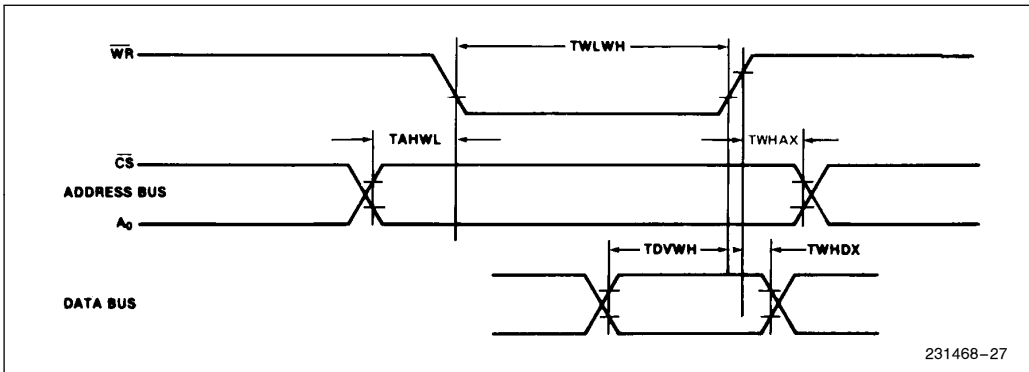 TWLWH
WR
TAHWL
TWHAX
CS
ADDRESS BUS
A0
TDVWH
TWHDX
DATA BUS
231468–27